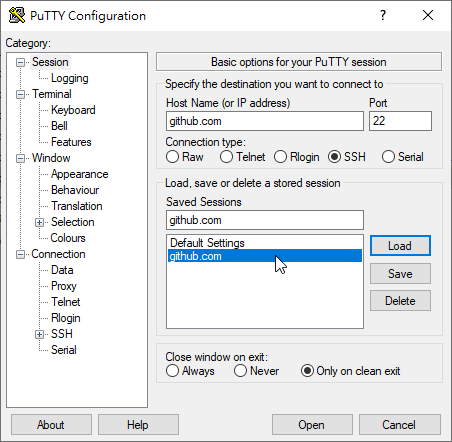 PuTTY Configuration
Category:
Session
Logging
Terminal
Keyboard
Bell
Features
Window
Appearance
Behaviour
Translation
Selection
Colours
Connection
Data
Proxy
Telnet
Rlogin
SSH
Serial
Basic options for your PuTTY session
Specify the destination you want to connect to
Host Name (or IP address) Port
github.com 22
Connection type:
Raw Telnet Rlogin SSH Serial
Load, save or delete a stored session
Saved Sessions
github.com
Default Settings
github.com
Load
Save
Delete
Close window on exit:
Always Never Only on clean exit
About Help Open Cancel